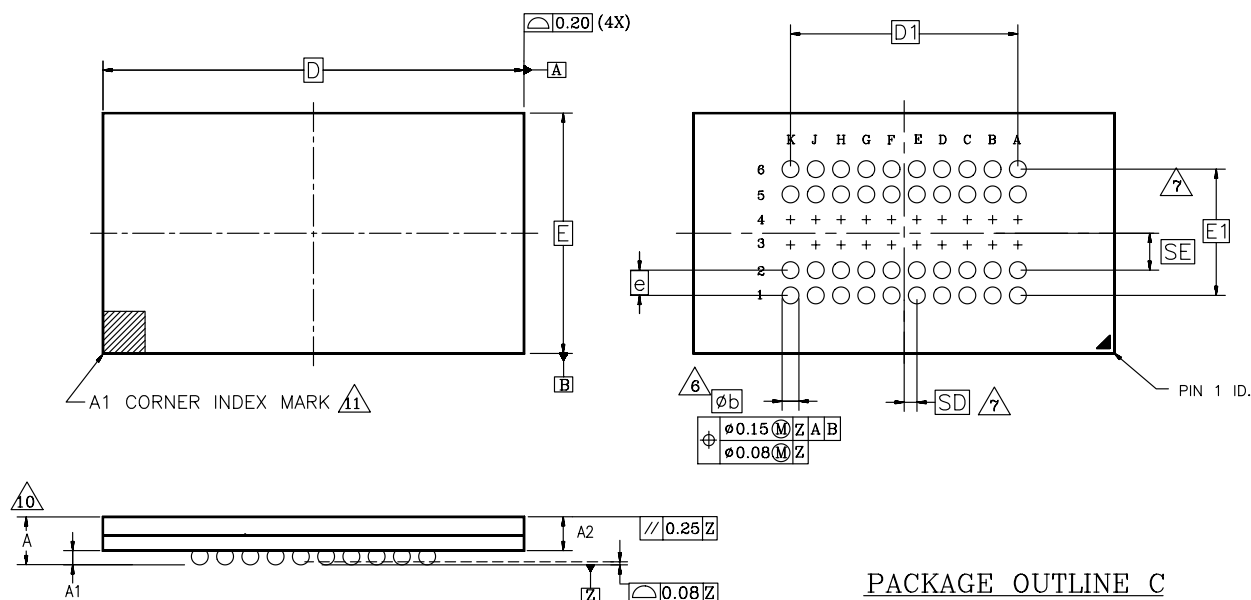 ⌓ 0.20 (4X)
D
A
D1
E
B
A1 CORNER INDEX MARK 11
K J H G F E D C B A
6
5
4
3
2
1
7
E1
SE
e
6
øb
SD 7
PIN 1 ID.
⌖ ø0.15 Ⓜ Z A B
ø0.08 Ⓜ Z
10
A
A1
A2
// 0.25 Z
Z
⌓ 0.08 Z
PACKAGE OUTLINE C